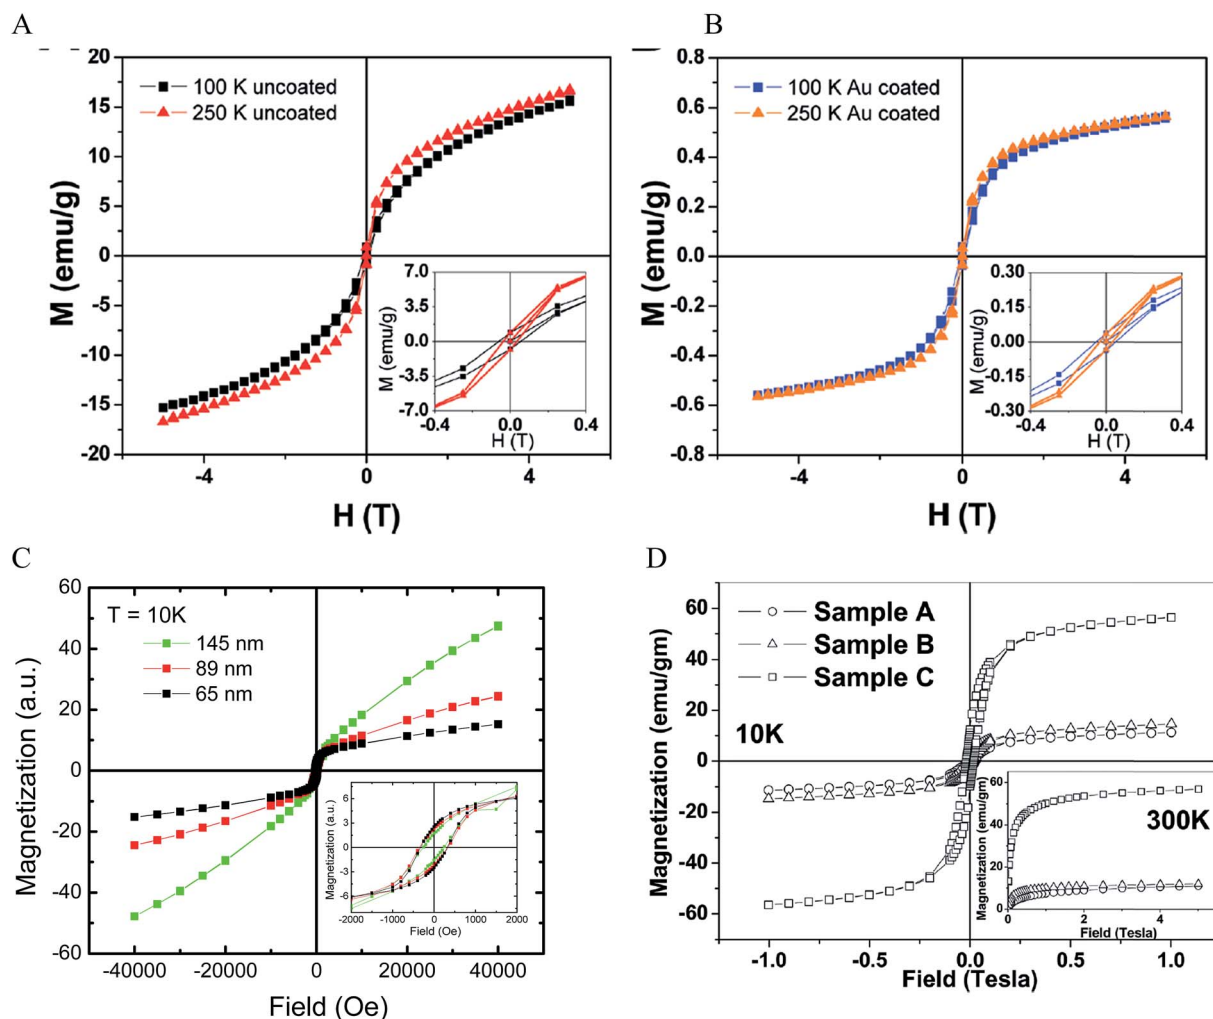 A
B
20
15
10
5
0
-5
-10
-15
-20
M (emu/g)
100 K uncoated
250 K uncoated
-4
0
4
H (T)
7.0
3.5
0.0
-3.5
-7.0
M (emu/g)
-0.4
0.0
0.4
H (T)
0.8
0.6
0.4
0.2
0.0
-0.2
-0.4
-0.6
-0.8
M (emu/g)
100 K Au coated
250 K Au coated
-4
0
4
H (T)
0.30
0.15
0.00
-0.15
-0.30
M (emu/g)
-0.4
0.0
0.4
H (T)
C
60
40
20
0
-20
-40
-60
Magnetization (a.u.)
T = 10K
145 nm
89 nm
65 nm
-40000
-20000
0
20000
40000
Field (Oe)
6
3
0
-3
-6
Magnetization (a.u.)
-2000
-1000
0
1000
2000
Field (Oe)
D
60
40
20
0
-20
-40
-60
Magnetization (emu/gm)
Sample A
Sample B
Sample C
10K
-1.0
-0.5
0.0
0.5
1.0
Field (Tesla)
60
40
20
0
Magnetization (emu/gm)
300K
0
2
4
Field (Tesla)